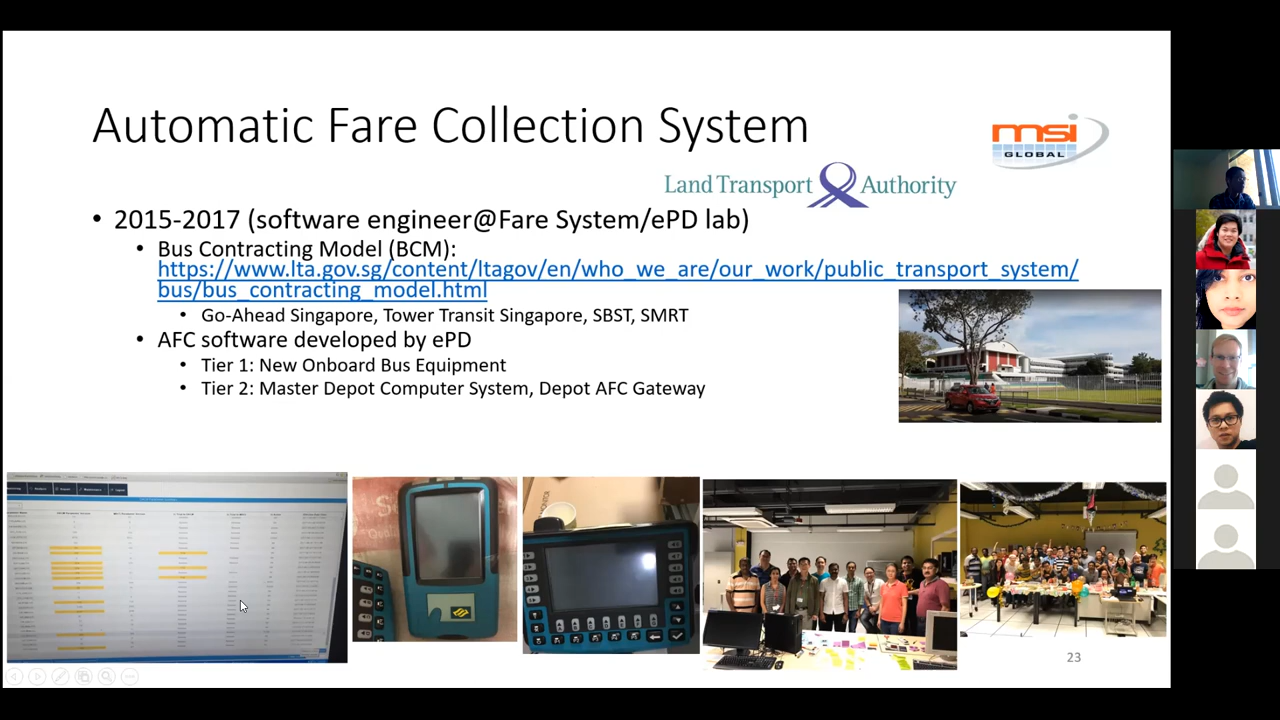 Automatic Fare Collection System
msi
GLOBAL
Land Transport Authority
• 2015-2017 (software engineer@Fare System/ePD lab)
• Bus Contracting Model (BCM):
https://www.lta.gov.sg/content/ltagov/en/who_we_are/our_work/public_transport_system/
bus/bus_contracting_model.html
• Go-Ahead Singapore, Tower Transit Singapore, SBST, SMRT
• AFC software developed by ePD
• Tier 1: New Onboard Bus Equipment
• Tier 2: Master Depot Computer System, Depot AFC Gateway
23